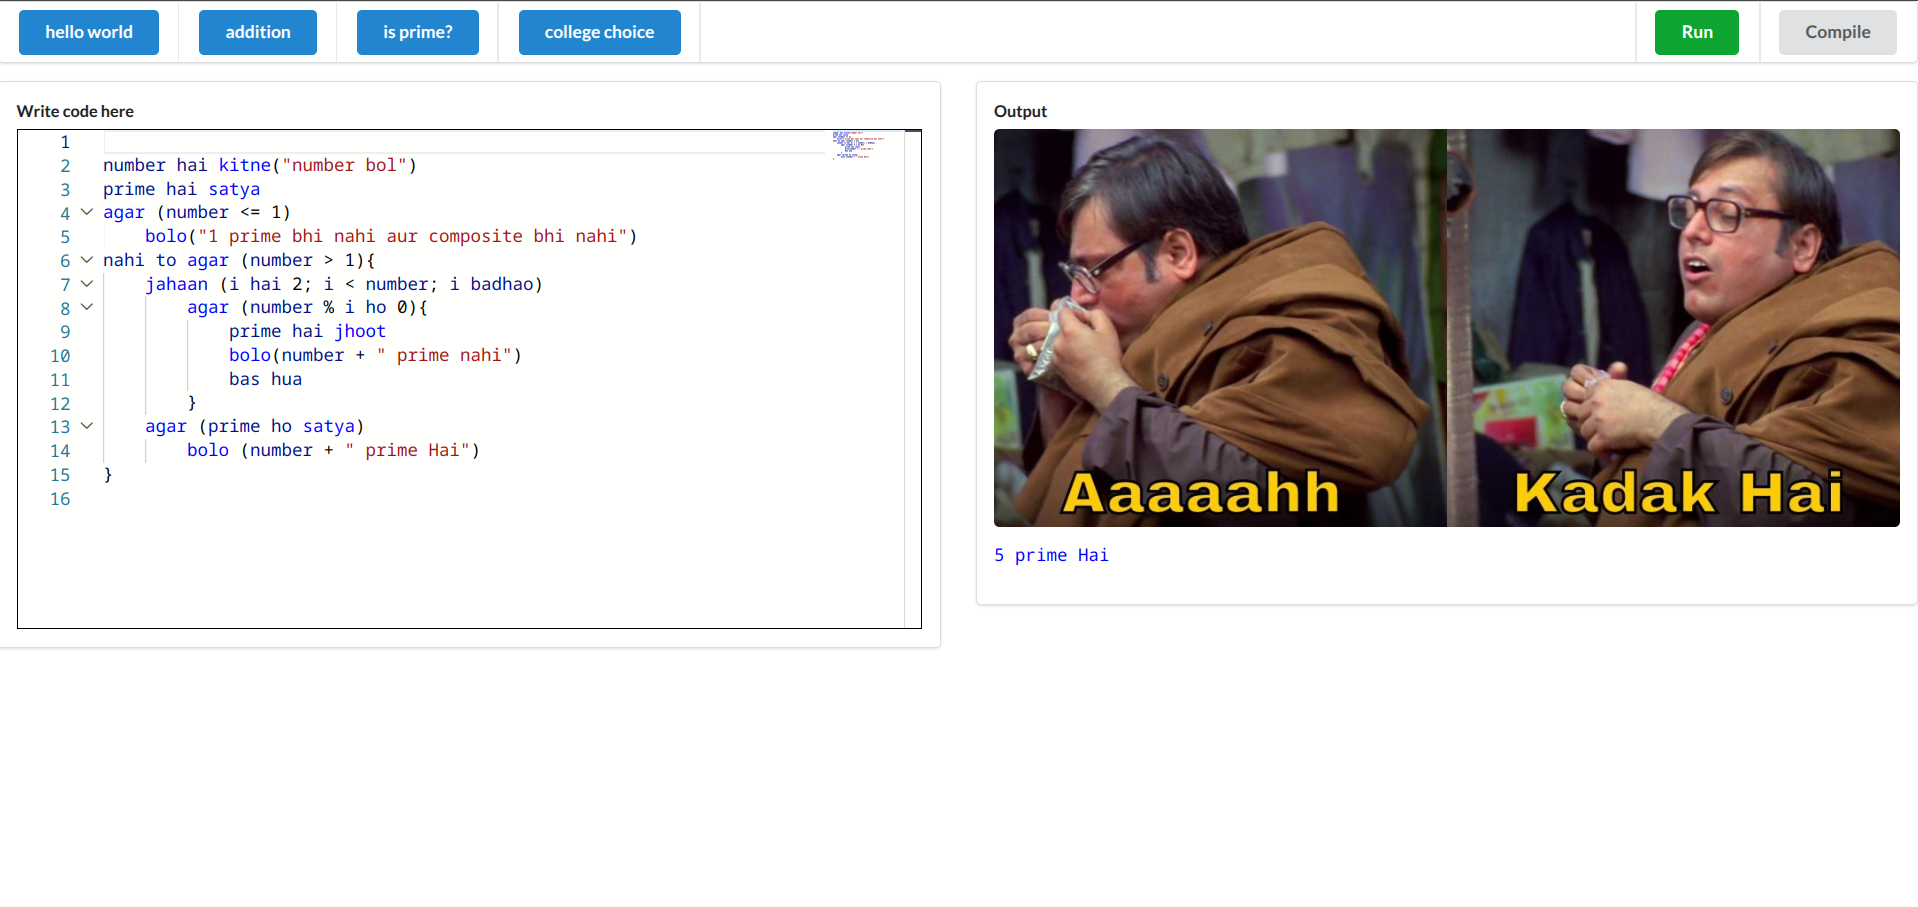 hello world
addition
is prime?
college choice
Run
Compile
Write code here
1
2 number hai kitne("number bol")
3 prime hai satya
4 agar (number <= 1)
5 bolo("1 prime bhi nahi aur composite bhi nahi")
6 nahi to agar (number > 1){
7 jahaan (i hai 2; i < number; i badhao)
8 agar (number % i ho 0){
9 prime hai jhoot
10 bolo(number + " prime nahi")
11 bas hua
12 }
13 agar (prime ho satya)
14 bolo (number + " prime Hai")
15 }
16
Output
Aaaaahh
Kadak Hai
5 prime Hai